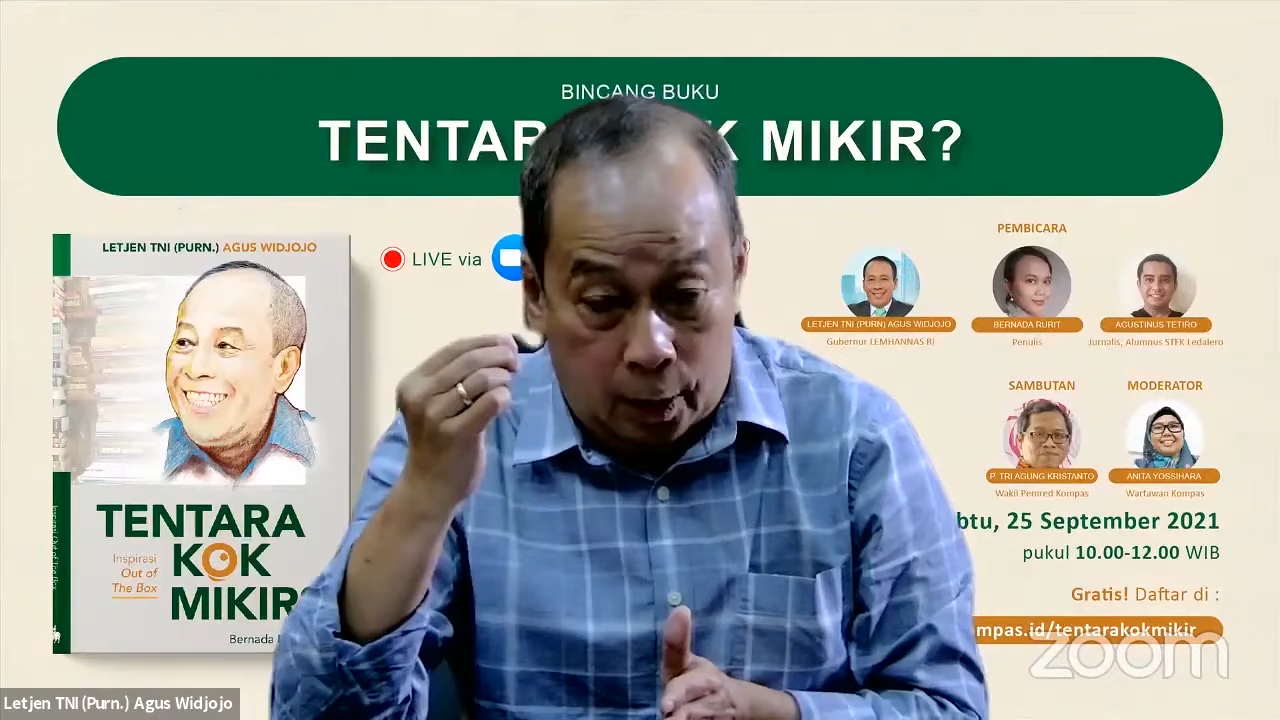 BINCANG BUKU
TENTAR K MIKIR?
LETJEN TNI (PURN.) AGUS WIDJOJO
LIVE via
TENTARA
KOK
MIKIR
Inspirasi
Out of
The Box
Bernada
PEMBICARA
LETJEN TNI (PURN) AGUS WIDJOJO
Gubernur LEMHANNAS RI
BERNADA RURIT
Penulis
AGUSTINUS TETIRO
Jurnalis, Alumnus STFK Ledalero
SAMBUTAN
P. TRI AGUNG KRISTANTO
Wakil Pemred Kompas
MODERATOR
ANITA YOSSIHARA
Wartawan Kompas
btu, 25 September 2021
pukul 10.00-12.00 WIB
Gratis! Daftar di :
mpas.id/tentarakokmikir
zoom
Letjen TNI (Purn.) Agus Widjojo